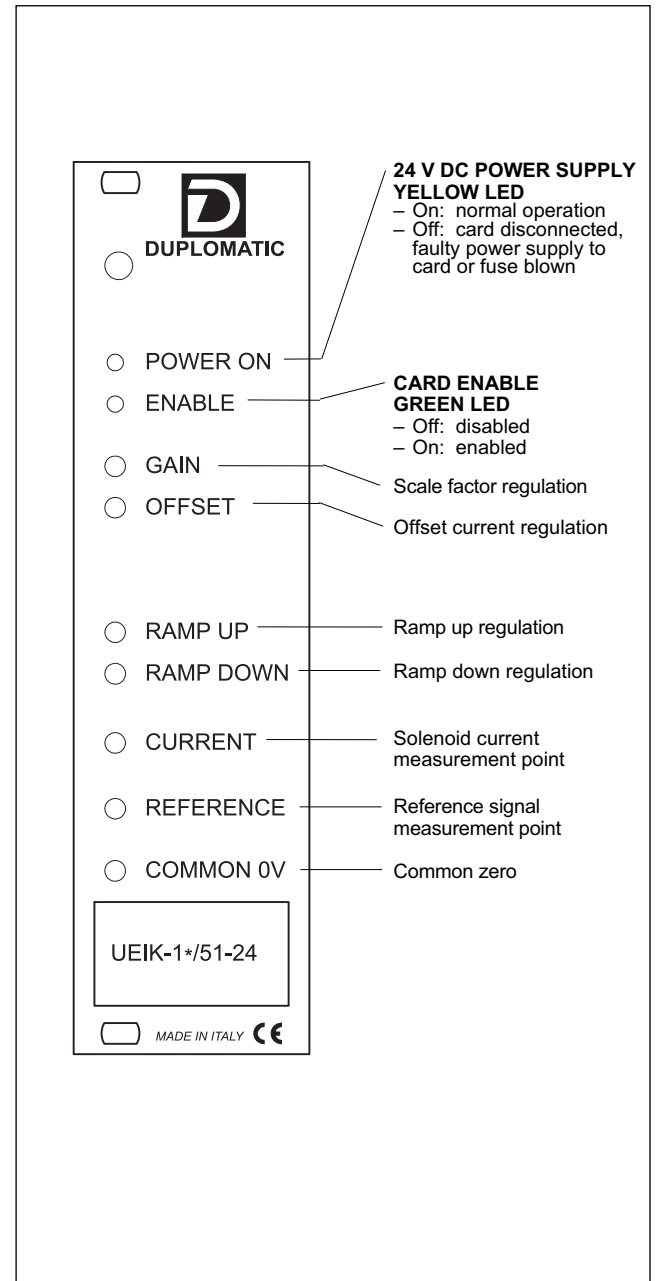 D
DUPLOMATIC
POWER ON
ENABLE
GAIN
OFFSET
RAMP UP
RAMP DOWN
CURRENT
REFERENCE
COMMON 0V
UEIK-1*/51-24
MADE IN ITALY CE
24 V DC POWER SUPPLY
YELLOW LED
– On: normal operation
– Off: card disconnected,
faulty power supply to
card or fuse blown
CARD ENABLE
GREEN LED
– Off: disabled
– On: enabled
Scale factor regulation
Offset current regulation
Ramp up regulation
Ramp down regulation
Solenoid current
measurement point
Reference signal
measurement point
Common zero